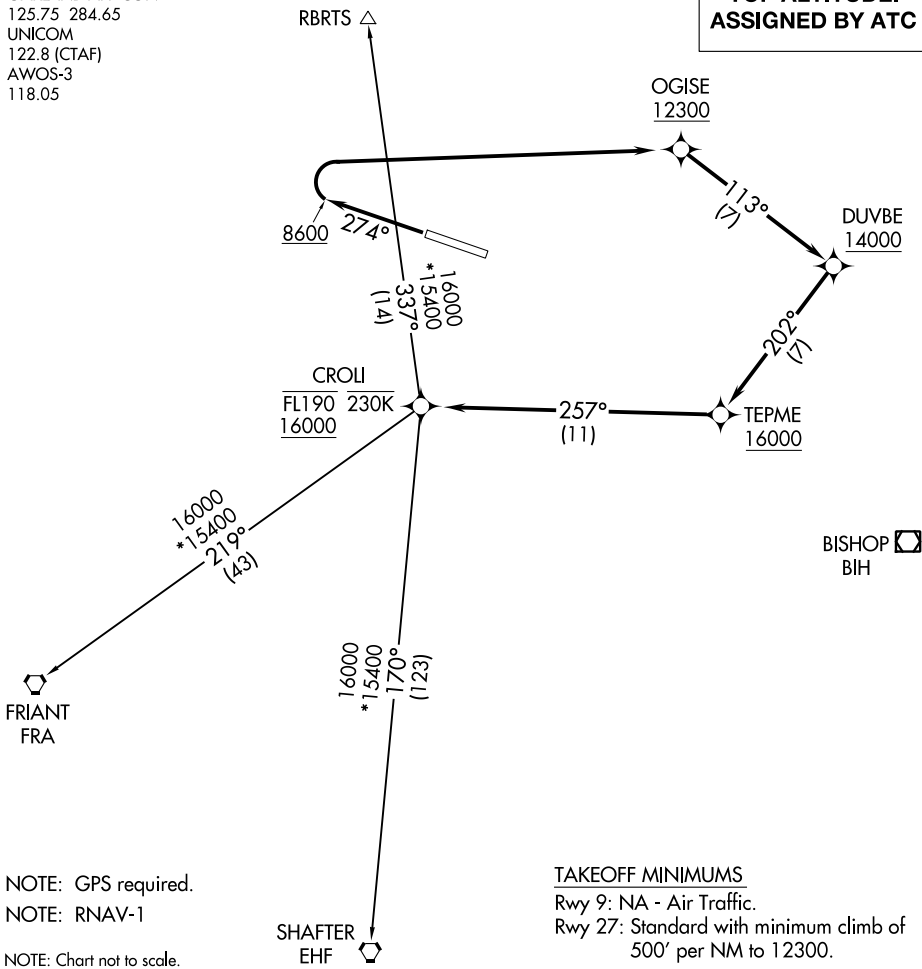 125.75 284.65
UNICOM
122.8 (CTAF)
AWOS-3
118.05
RBRTS
ASSIGNED BY ATC
OGISE
12300
113°
(7)
8600
274°
DUVBE
14000
16000
*15400
337°
(14)
202°
(7)
CROLI
FL190 230K
16000
257°
(11)
TEPME
16000
16000
*15400
219°
(43)
BISHOP
BIH
16000
*15400
170°
(123)
FRIANT
FRA
NOTE: GPS required.
NOTE: RNAV-1
NOTE: Chart not to scale.
SHAFTER
EHF
TAKEOFF MINIMUMS
Rwy 9: NA - Air Traffic.
Rwy 27: Standard with minimum climb of
500' per NM to 12300.